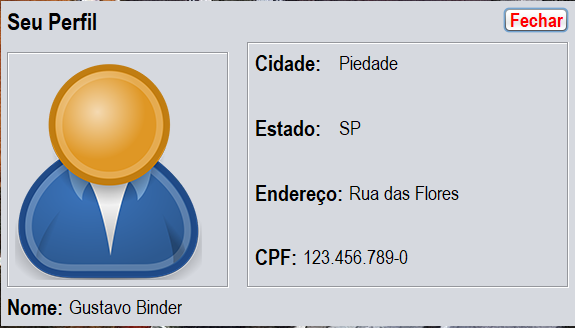 Seu Perfil
Fechar
Cidade: Piedade
Estado: SP
Endereço: Rua das Flores
CPF: 123.456.789-0
Nome: Gustavo Binder